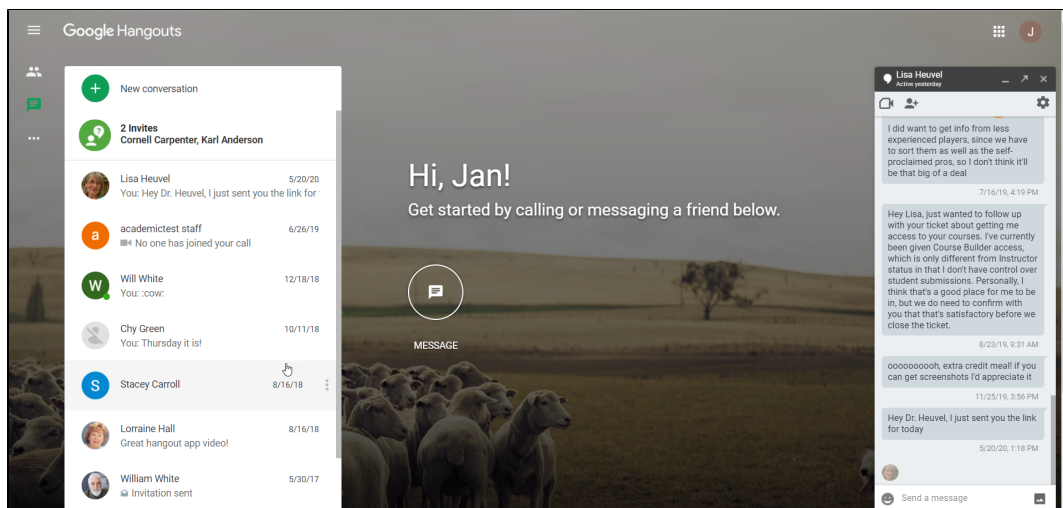 Google Hangouts
J
New conversation
2 Invites
Cornell Carpenter, Karl Anderson
Lisa Heuvel 5/20/20
You: Hey Dr. Heuvel, I just sent you the link for
a
academictest staff 6/26/19
No one has joined your call
W
Will White 12/18/18
You: :cow:
Chy Green 10/11/18
You: Thursday it is!
S
Stacey Carroll 8/16/18
Lorraine Hall 8/16/18
Great hangout app video!
William White 5/30/17
Invitation sent
Hi, Jan!
Get started by calling or messaging a friend below.
MESSAGE
Lisa Heuvel
Active yesterday
I did want to get info from less
experienced players, since we have
to sort them as well as the self-
proclaimed pros, so I don't think it'll
be that big of a deal
7/16/19, 4:19 PM
Hey Lisa, just wanted to follow up
with your ticket about getting me
access to your courses. I've currently
been given Course Builder access,
which is only different from Instructor
status in that I don't have control over
student submissions. Personally, I
think that's a good place for me to be
in, but we do need to confirm with
you that that's satisfactory before we
close the ticket.
8/23/19, 9:31 AM
ooooooooh, extra credit meal! if you
can get screenshots I'd appreciate it
11/25/19, 3:56 PM
Hey Dr. Heuvel, I just sent you the link
for today
5/20/20, 1:18 PM
Send a message